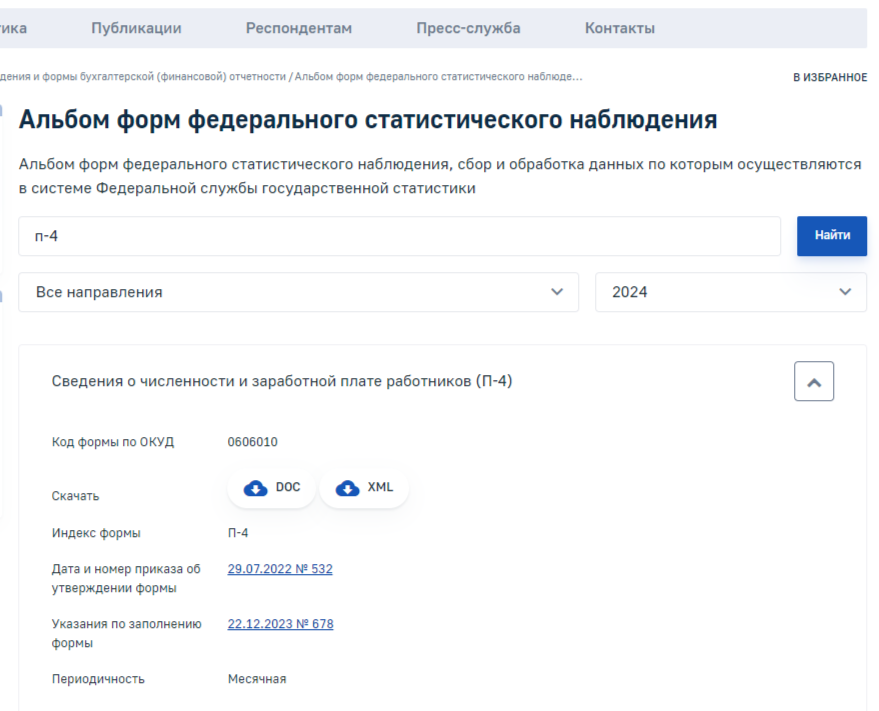 тика Публикации Респондентам Пресс-служба Контакты
дения и формы бухгалтерской (финансовой) отчетности / Альбом форм федерального статистического наблюде...
В ИЗБРАННОЕ
Альбом форм федерального статистического наблюдения
Альбом форм федерального статистического наблюдения, сбор и обработка данных по которым осуществляются
в системе Федеральной службы государственной статистики
п-4
Найти
Все направления
2024
Сведения о численности и заработной плате работников (П-4)
Код формы по ОКУД 0606010
Скачать DOC XML
Индекс формы П-4
Дата и номер приказа об 29.07.2022 № 532
утверждении формы
Указания по заполнению 22.12.2023 № 678
формы
Периодичность Месячная